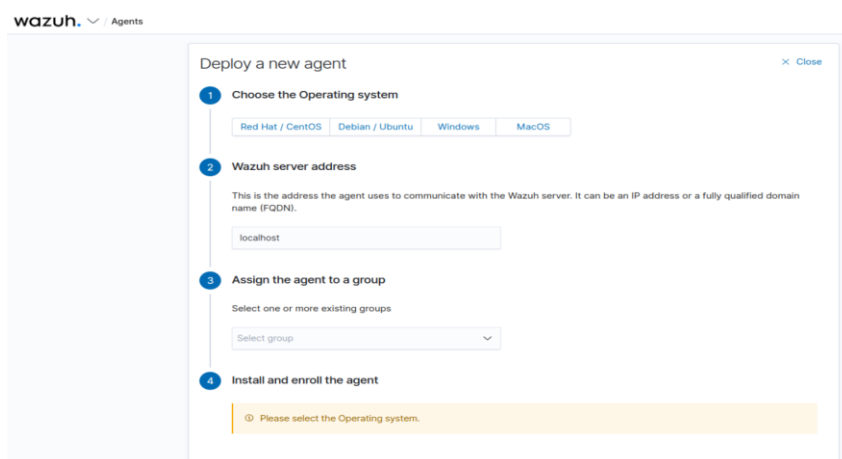 wazuh. / Agents
Deploy a new agent
× Close
1 Choose the Operating system
Red Hat / CentOS Debian / Ubuntu Windows MacOS
2 Wazuh server address
This is the address the agent uses to communicate with the Wazuh server. It can be an IP address or a fully qualified domain
name (FQDN).
localhost
3 Assign the agent to a group
Select one or more existing groups
Select group
4 Install and enroll the agent
Please select the Operating system.